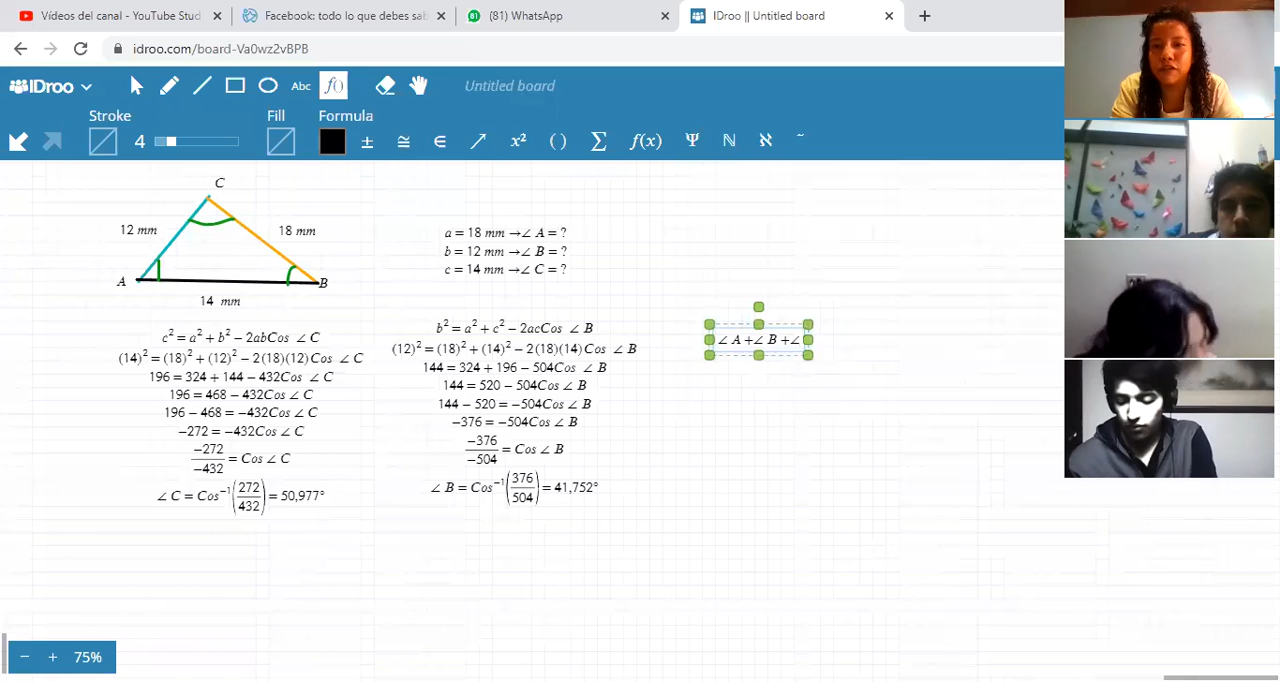 Vídeos del canal - YouTube Stud
Facebook: todo lo que debes sab
(81) WhatsApp
IDroo || Untitled board
idroo.com/board-Va0wz2vBPB
IDroo
Abc
f()
Untitled board
Stroke
Fill
Formula
4
± ≅ ∈ ↗ x² ( ) ∑ f(x) Ψ ℕ ℵ ~
C
12 mm
18 mm
A
B
14 mm
a = 18 mm →∠ A = ?
b = 12 mm →∠ B = ?
c = 14 mm →∠ C = ?
c² = a² + b² − 2abCos ∠ C
(14)² = (18)² + (12)² − 2(18)(12)Cos ∠ C
196 = 324 + 144 − 432Cos ∠ C
196 = 468 − 432Cos ∠ C
196 − 468 = −432Cos ∠ C
−272 = −432Cos ∠ C
−272/−432 = Cos ∠ C
∠ C = Cos⁻¹(272/432) = 50,977°
b² = a² + c² − 2acCos ∠ B
(12)² = (18)² + (14)² − 2(18)(14)Cos ∠ B
144 = 324 + 196 − 504Cos ∠ B
144 = 520 − 504Cos ∠ B
144 − 520 = −504Cos ∠ B
−376 = −504Cos ∠ B
−376/−504 = Cos ∠ B
∠ B = Cos⁻¹(376/504) = 41,752°
∠ A +∠ B +∠
75%